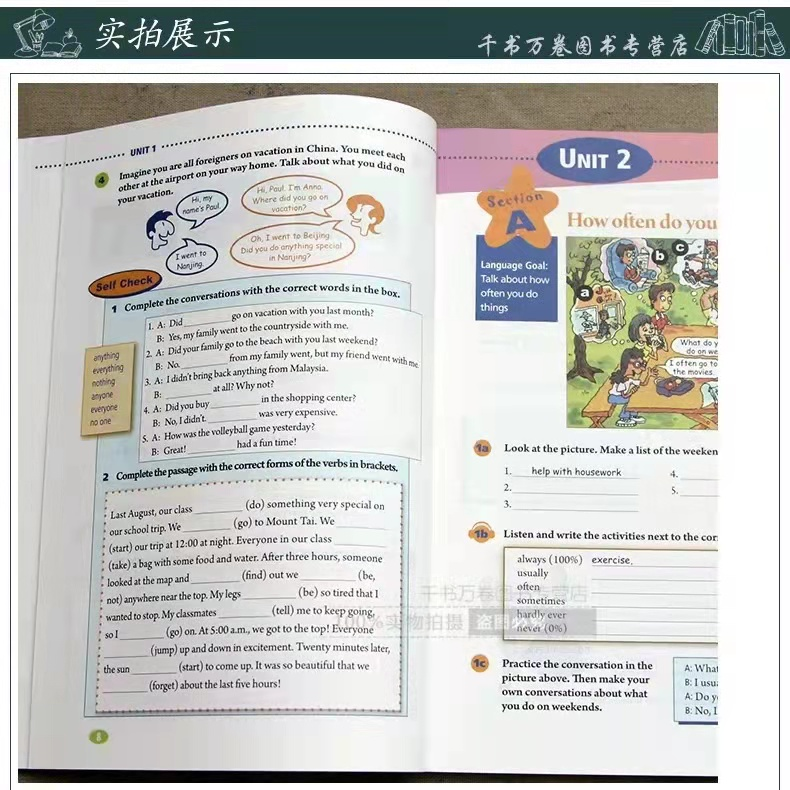 实拍展示
千书万卷图书专营店
UNIT 1
4 Imagine you are all foreigners on vacation in China. You meet each
other at the airport on your way home. Talk about what you did on
your vacation.
Hi, my
name's Paul.
Hi, Paul. I'm Anna.
Where did you go on
vacation?
I went to
Nanjing.
Oh, I went to Beijing.
Did you do anything special
in Nanjing?
Self Check
1 Complete the conversations with the correct words in the box.
anything
everything
nothing
anyone
everyone
no one
1. A: Did ________ go on vacation with you last month?
B: Yes, my family went to the countryside with me.
2. A: Did your family go to the beach with you last weekend?
B: No. ________ from my family went, but my friend went with me.
3. A: I didn't bring back anything from Malaysia.
B: ________ at all? Why not?
4. A: Did you buy ________ in the shopping center?
B: No, I didn't. ________ was very expensive.
5. A: How was the volleyball game yesterday?
B: Great! ________ had a fun time!
2 Complete the passage with the correct forms of the verbs in brackets.
Last August, our class ________ (do) something very special on
our school trip. We ________ (go) to Mount Tai. We ________
(start) our trip at 12:00 at night. Everyone in our class ________
(take) a bag with some food and water. After three hours, someone
looked at the map and ________ (find) out we ________ (be,
not) anywhere near the top. My legs ________ (be) so tired that I
wanted to stop. My classmates ________ (tell) me to keep going,
so I ________ (go) on. At 5:00 a.m., we got to the top! Everyone
________ (jump) up and down in excitement. Twenty minutes later,
the sun ________ (start) to come up. It was so beautiful that we
________ (forget) about the last five hours!
8
UNIT 2
Section
A
How often do you
Language Goal:
Talk about how
often you do
things
a
b
c
What do y
do on we
I often go to
the movies.
1a Look at the picture. Make a list of the weeken
1. help with housework
2.
3.
4.
5.
1b Listen and write the activities next to the cor
always (100%) exercise,
usually
often
sometimes
hardly ever
never (0%)
千书万卷图书专营店
100%实物拍摄 盗图必究
1c Practice the conversation in the
picture above. Then make your
own conversations about what
you do on weekends.
A: What
B: I usua
A: Do y
B: No, I